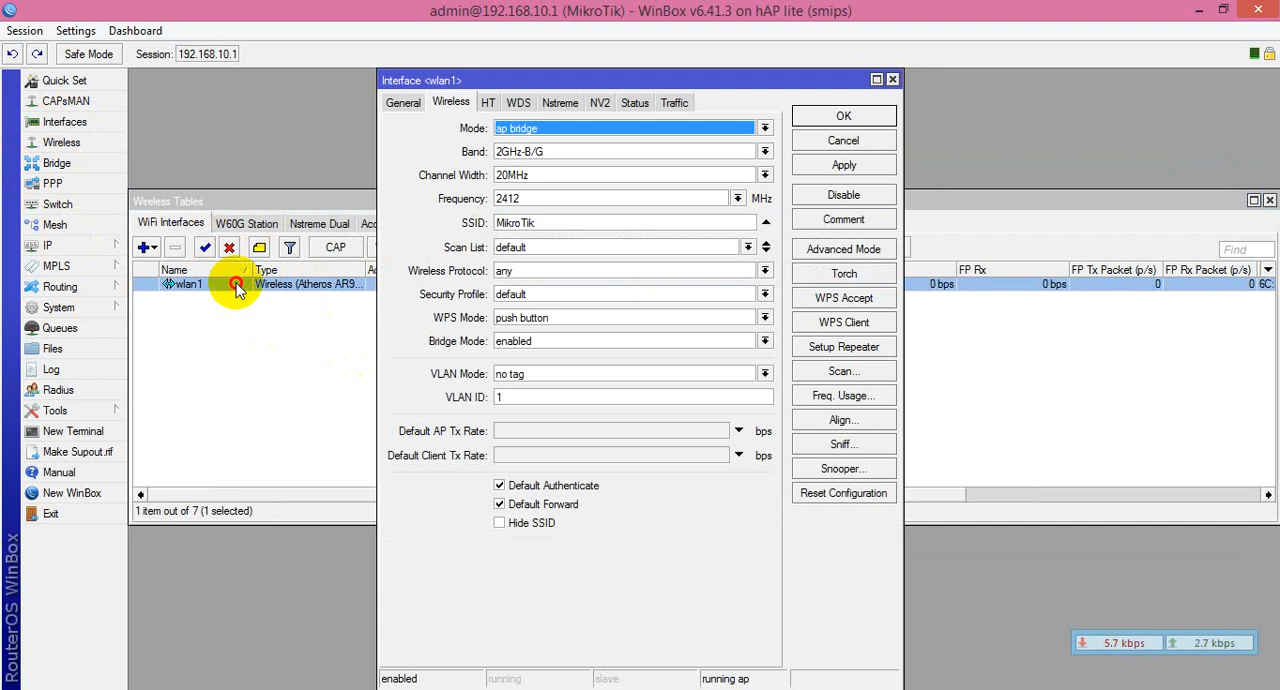 admin@192.168.10.1 (MikroTik) - WinBox v6.41.3 on hAP lite (smips)
Session Settings Dashboard
Safe Mode Session: 192.168.10.1
Quick Set
CAPsMAN
Interfaces
Wireless
Bridge
PPP
Switch
Mesh
IP
MPLS
Routing
System
Queues
Files
Log
Radius
Tools
New Terminal
Make Supout.rif
Manual
New WinBox
Exit
RouterOS WinBox
Wireless Tables
WiFi Interfaces W60G Station Nstreme Dual
CAP
Find
Name Type
FP Rx FP Tx Packet (p/s) FP Rx Packet (p/s)
wlan1 Wireless (Atheros AR9...
0 bps 0 bps 0 0 6C:
1 item out of 7 (1 selected)
Interface <wlan1>
General Wireless HT WDS Nstreme NV2 Status Traffic
Mode: ap bridge
Band: 2GHz-B/G
Channel Width: 20MHz
Frequency: 2412 MHz
SSID: MikroTik
Scan List: default
Wireless Protocol: any
Security Profile: default
WPS Mode: push button
Bridge Mode: enabled
VLAN Mode: no tag
VLAN ID: 1
Default AP Tx Rate: bps
Default Client Tx Rate: bps
Default Authenticate
Default Forward
Hide SSID
OK
Cancel
Apply
Disable
Comment
Advanced Mode
Torch
WPS Accept
WPS Client
Setup Repeater
Scan...
Freq. Usage...
Align...
Sniff...
Snooper...
Reset Configuration
enabled running slave running ap
5.7 kbps 2.7 kbps